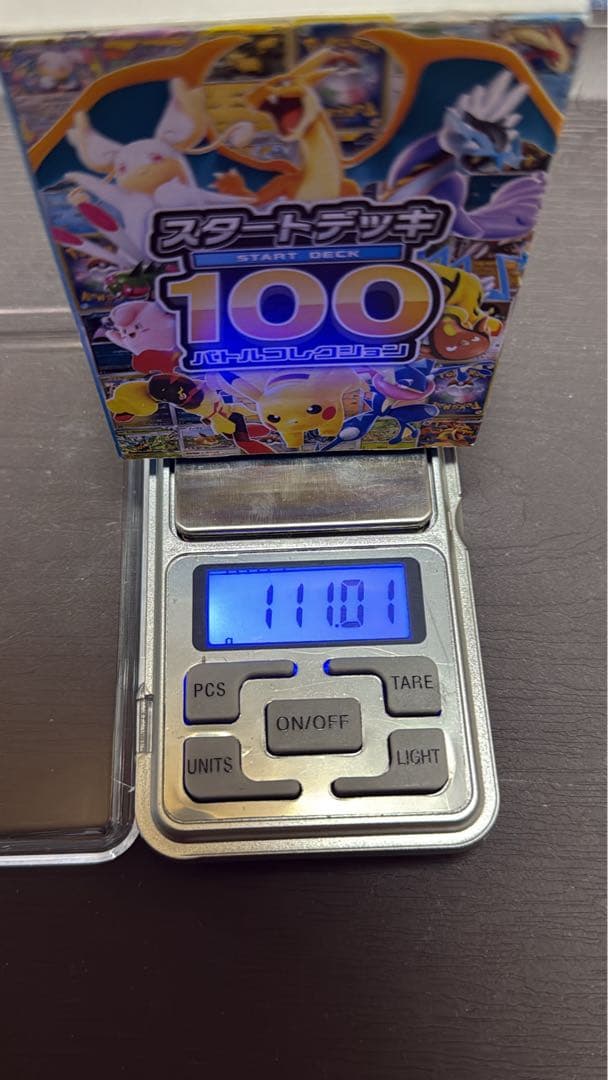 スタートデッキ
START DECK
100
バトルコレクション
111.01
PCS
TARE
ON/OFF
UNITS
LIGHT